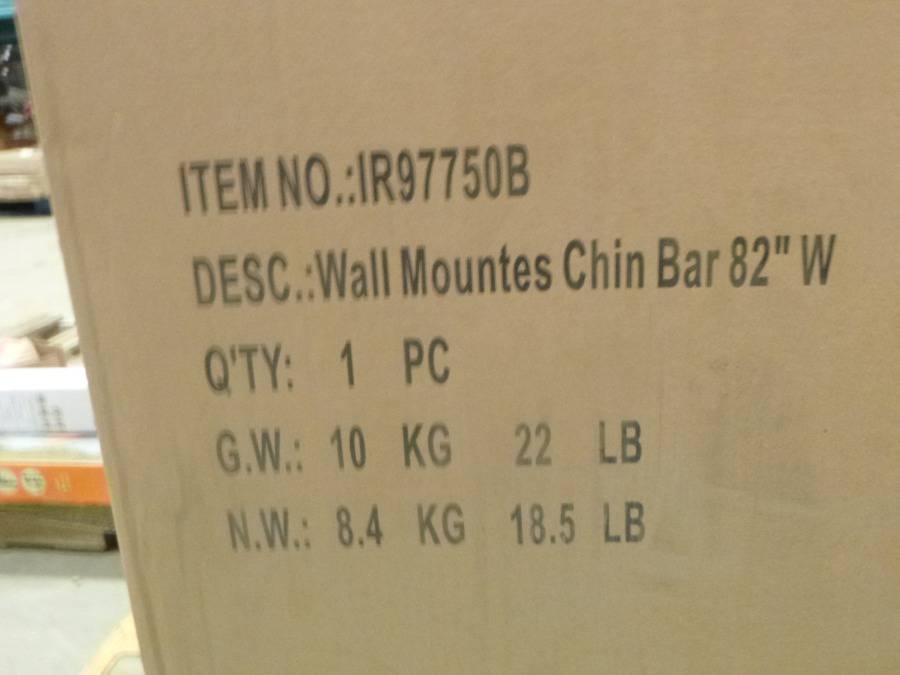 ITEM NO.:IR97750B
DESC.:Wall Mountes Chin Bar 82" W
Q'TY: 1 PC
G.W.: 10 KG 22 LB
N.W.: 8.4 KG 18.5 LB